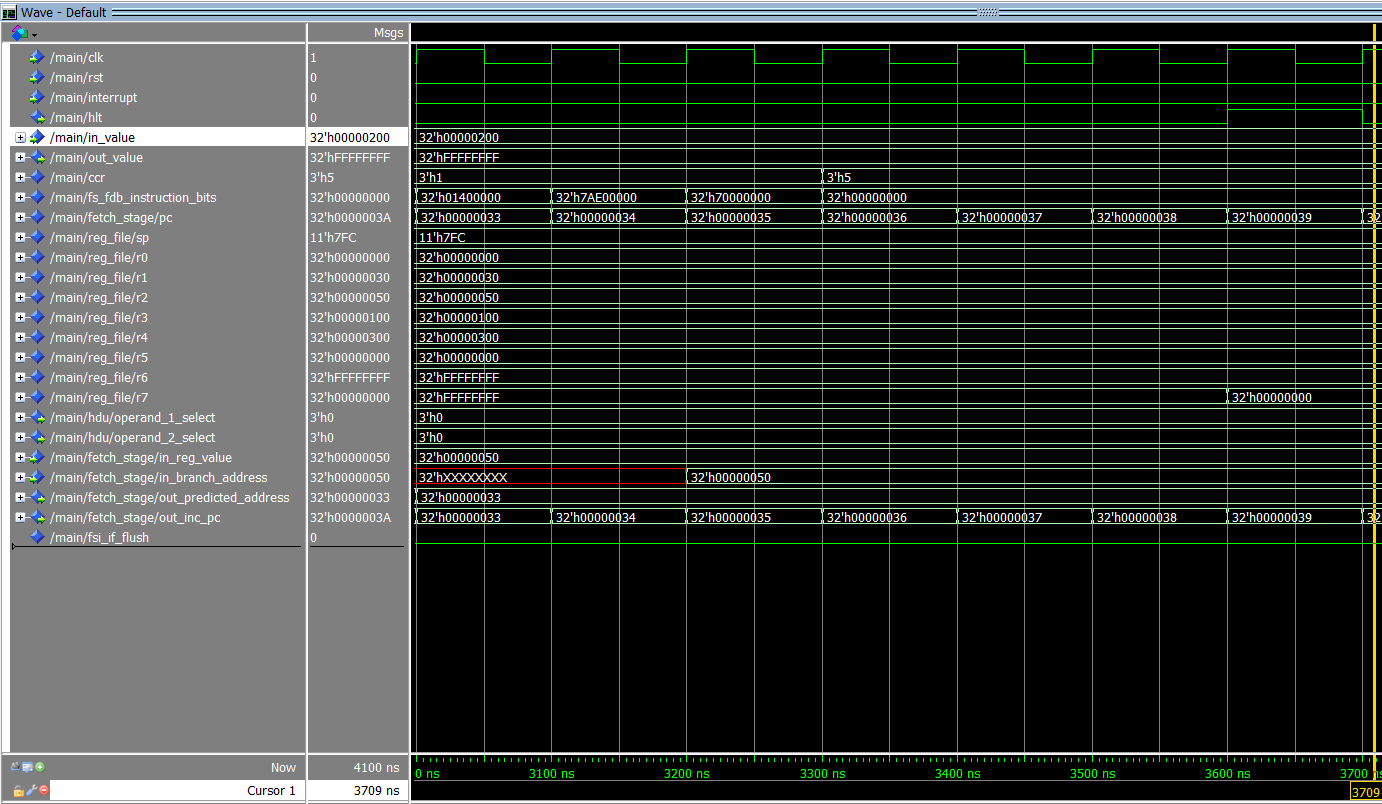 Wave - Default
Msgs
/main/clk 1
/main/rst 0
/main/interrupt 0
/main/hlt 0
/main/in_value 32'h00000200 32'h00000200
/main/out_value 32'hFFFFFFFF 32'hFFFFFFFF
/main/ccr 3'h5 3'h1 3'h5
/main/fs_fdb_instruction_bits 32'h00000000 32'h01400000 32'h7AE00000 32'h70000000 32'h00000000
/main/fetch_stage/pc 32'h0000003A 32'h00000033 32'h00000034 32'h00000035 32'h00000036 32'h00000037 32'h00000038 32'h00000039 32
/main/reg_file/sp 11'h7FC 11'h7FC
/main/reg_file/r0 32'h00000000 32'h00000000
/main/reg_file/r1 32'h00000030 32'h00000030
/main/reg_file/r2 32'h00000050 32'h00000050
/main/reg_file/r3 32'h00000100 32'h00000100
/main/reg_file/r4 32'h00000300 32'h00000300
/main/reg_file/r5 32'h00000000 32'h00000000
/main/reg_file/r6 32'hFFFFFFFF 32'hFFFFFFFF
/main/reg_file/r7 32'h00000000 32'hFFFFFFFF 32'h00000000
/main/hdu/operand_1_select 3'h0 3'h0
/main/hdu/operand_2_select 3'h0 3'h0
/main/fetch_stage/in_reg_value 32'h00000050 32'h00000050
/main/fetch_stage/in_branch_address 32'h00000050 32'hXXXXXXXX 32'h00000050
/main/fetch_stage/out_predicted_address 32'h00000033 32'h00000033
/main/fetch_stage/out_inc_pc 32'h0000003A 32'h00000033 32'h00000034 32'h00000035 32'h00000036 32'h00000037 32'h00000038 32'h00000039 32
/main/fsi_if_flush 0
Now 4100 ns 0 ns 3100 ns 3200 ns 3300 ns 3400 ns 3500 ns 3600 ns 3700
Cursor 1 3709 ns 3709